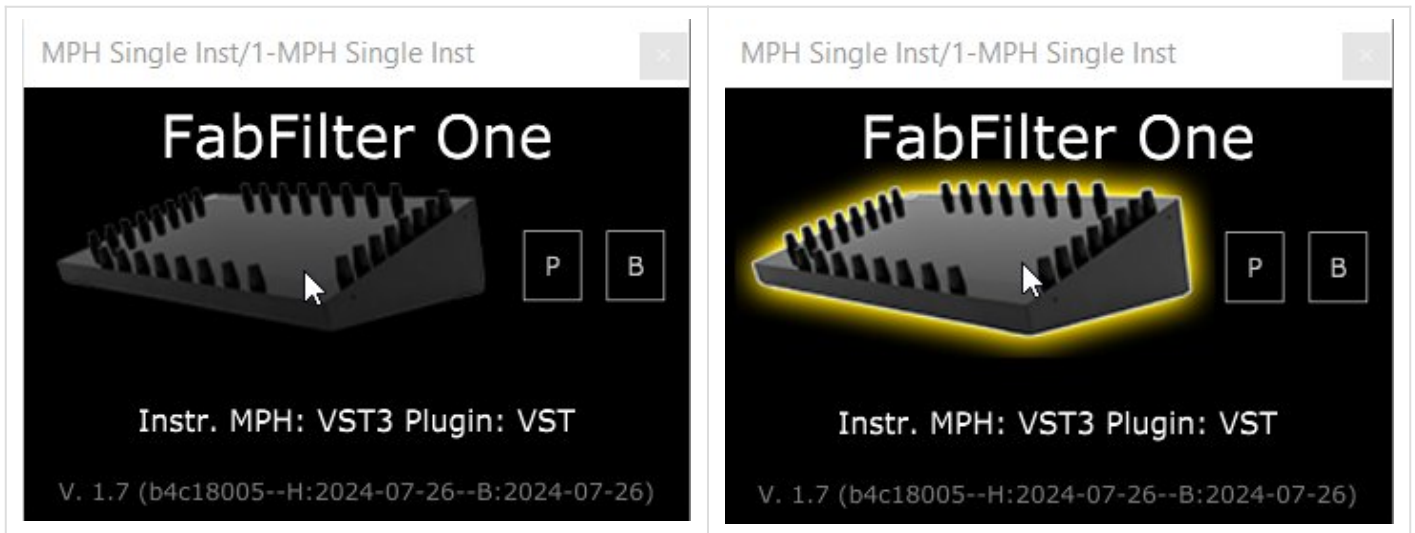 MPH Single Inst/1-MPH Single Inst
FabFilter One
P B
Instr. MPH: VST3 Plugin: VST
V. 1.7 (b4c18005--H:2024-07-26--B:2024-07-26)
MPH Single Inst/1-MPH Single Inst
FabFilter One
P B
Instr. MPH: VST3 Plugin: VST
V. 1.7 (b4c18005--H:2024-07-26--B:2024-07-26)